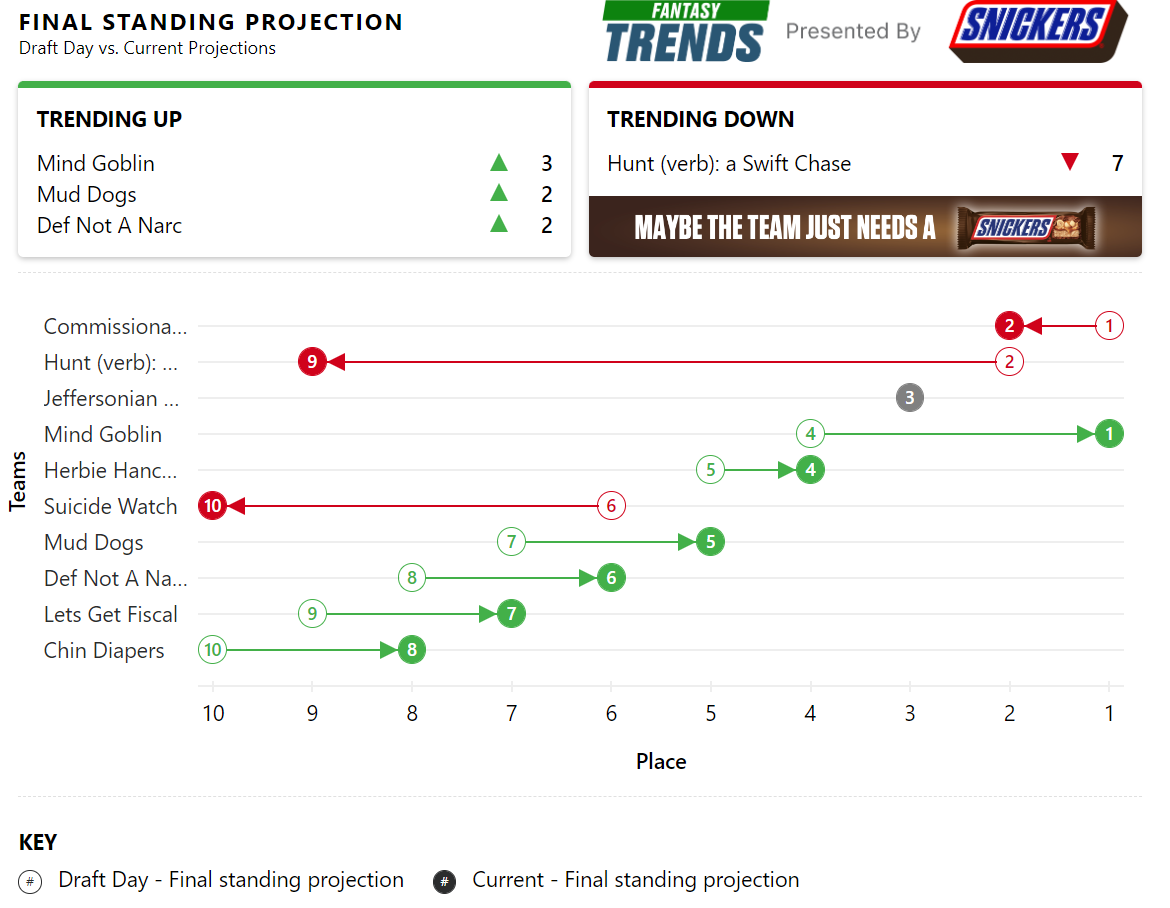 FINAL STANDING PROJECTION
Draft Day vs. Current Projections
FANTASY
TRENDS
Presented By
SNICKERS
TRENDING UP
Mind Goblin 3
Mud Dogs 2
Def Not A Narc 2
TRENDING DOWN
Hunt (verb): a Swift Chase 7
MAYBE THE TEAM JUST NEEDS A SNICKERS
Teams
Commissiona... 2 1
Hunt (verb): ... 9 2
Jeffersonian ... 3
Mind Goblin 4 1
Herbie Hanc... 5 4
Suicide Watch 10 6
Mud Dogs 7 5
Def Not A Na... 8 6
Lets Get Fiscal 9 7
Chin Diapers 10 8
10 9 8 7 6 5 4 3 2 1
Place
KEY
# Draft Day - Final standing projection # Current - Final standing projection